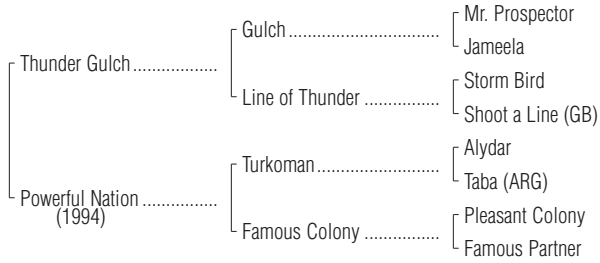 Mr. Prospector
Gulch
Jameela
Thunder Gulch
Storm Bird
Line of Thunder
Shoot a Line (GB)
Alydar
Turkoman
Taba (ARG)
Powerful Nation
(1994)
Pleasant Colony
Famous Colony
Famous Partner